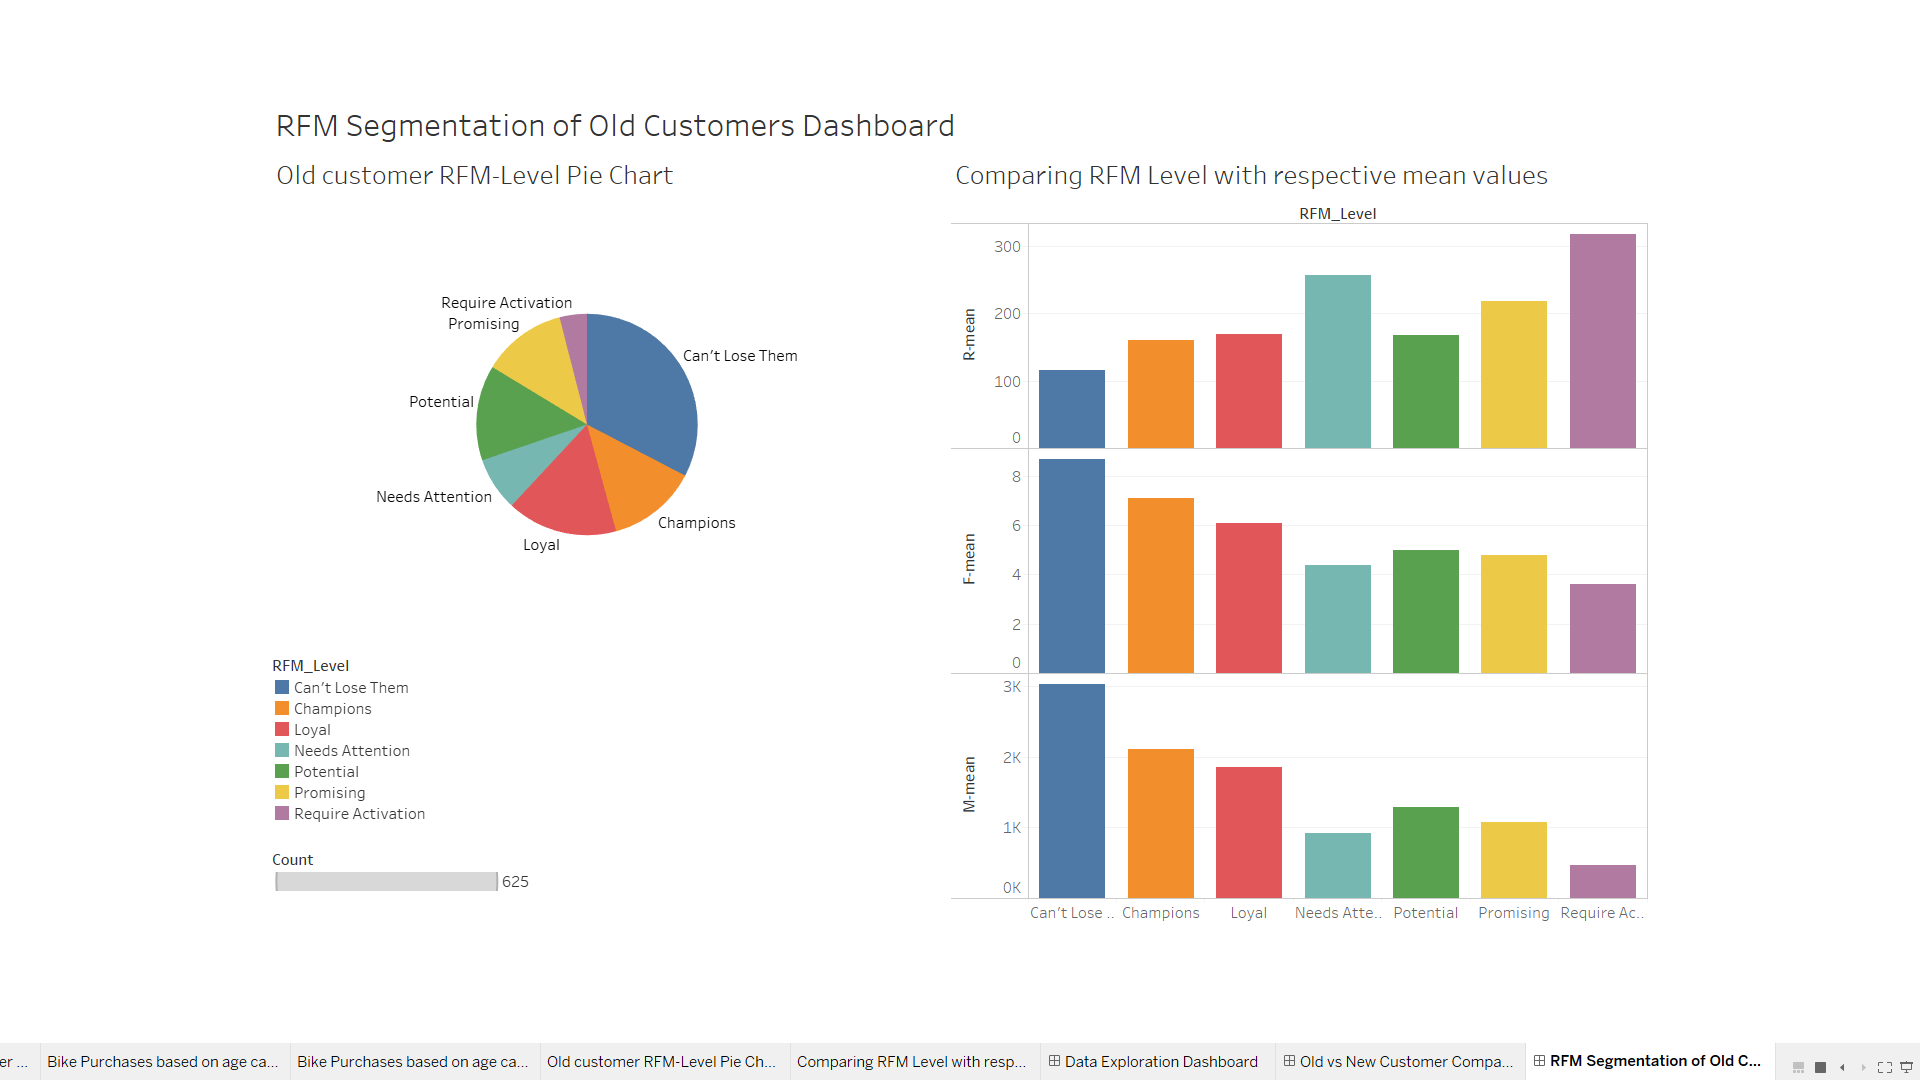 RFM Segmentation of Old Customers Dashboard
Old customer RFM-Level Pie Chart
Require Activation
Promising
Can't Lose Them
Potential
Needs Attention
Champions
Loyal
RFM_Level
Can't Lose Them
Champions
Loyal
Needs Attention
Potential
Promising
Require Activation
Count
625
Comparing RFM Level with respective mean values
RFM_Level
R-mean
300
200
100
0
F-mean
8
6
4
2
0
M-mean
3K
2K
1K
0K
Can't Lose .. Champions Loyal Needs Atte.. Potential Promising Require Ac..
er ... Bike Purchases based on age ca... Bike Purchases based on age ca... Old customer RFM-Level Pie Ch... Comparing RFM Level with resp... Data Exploration Dashboard Old vs New Customer Compa... RFM Segmentation of Old C...